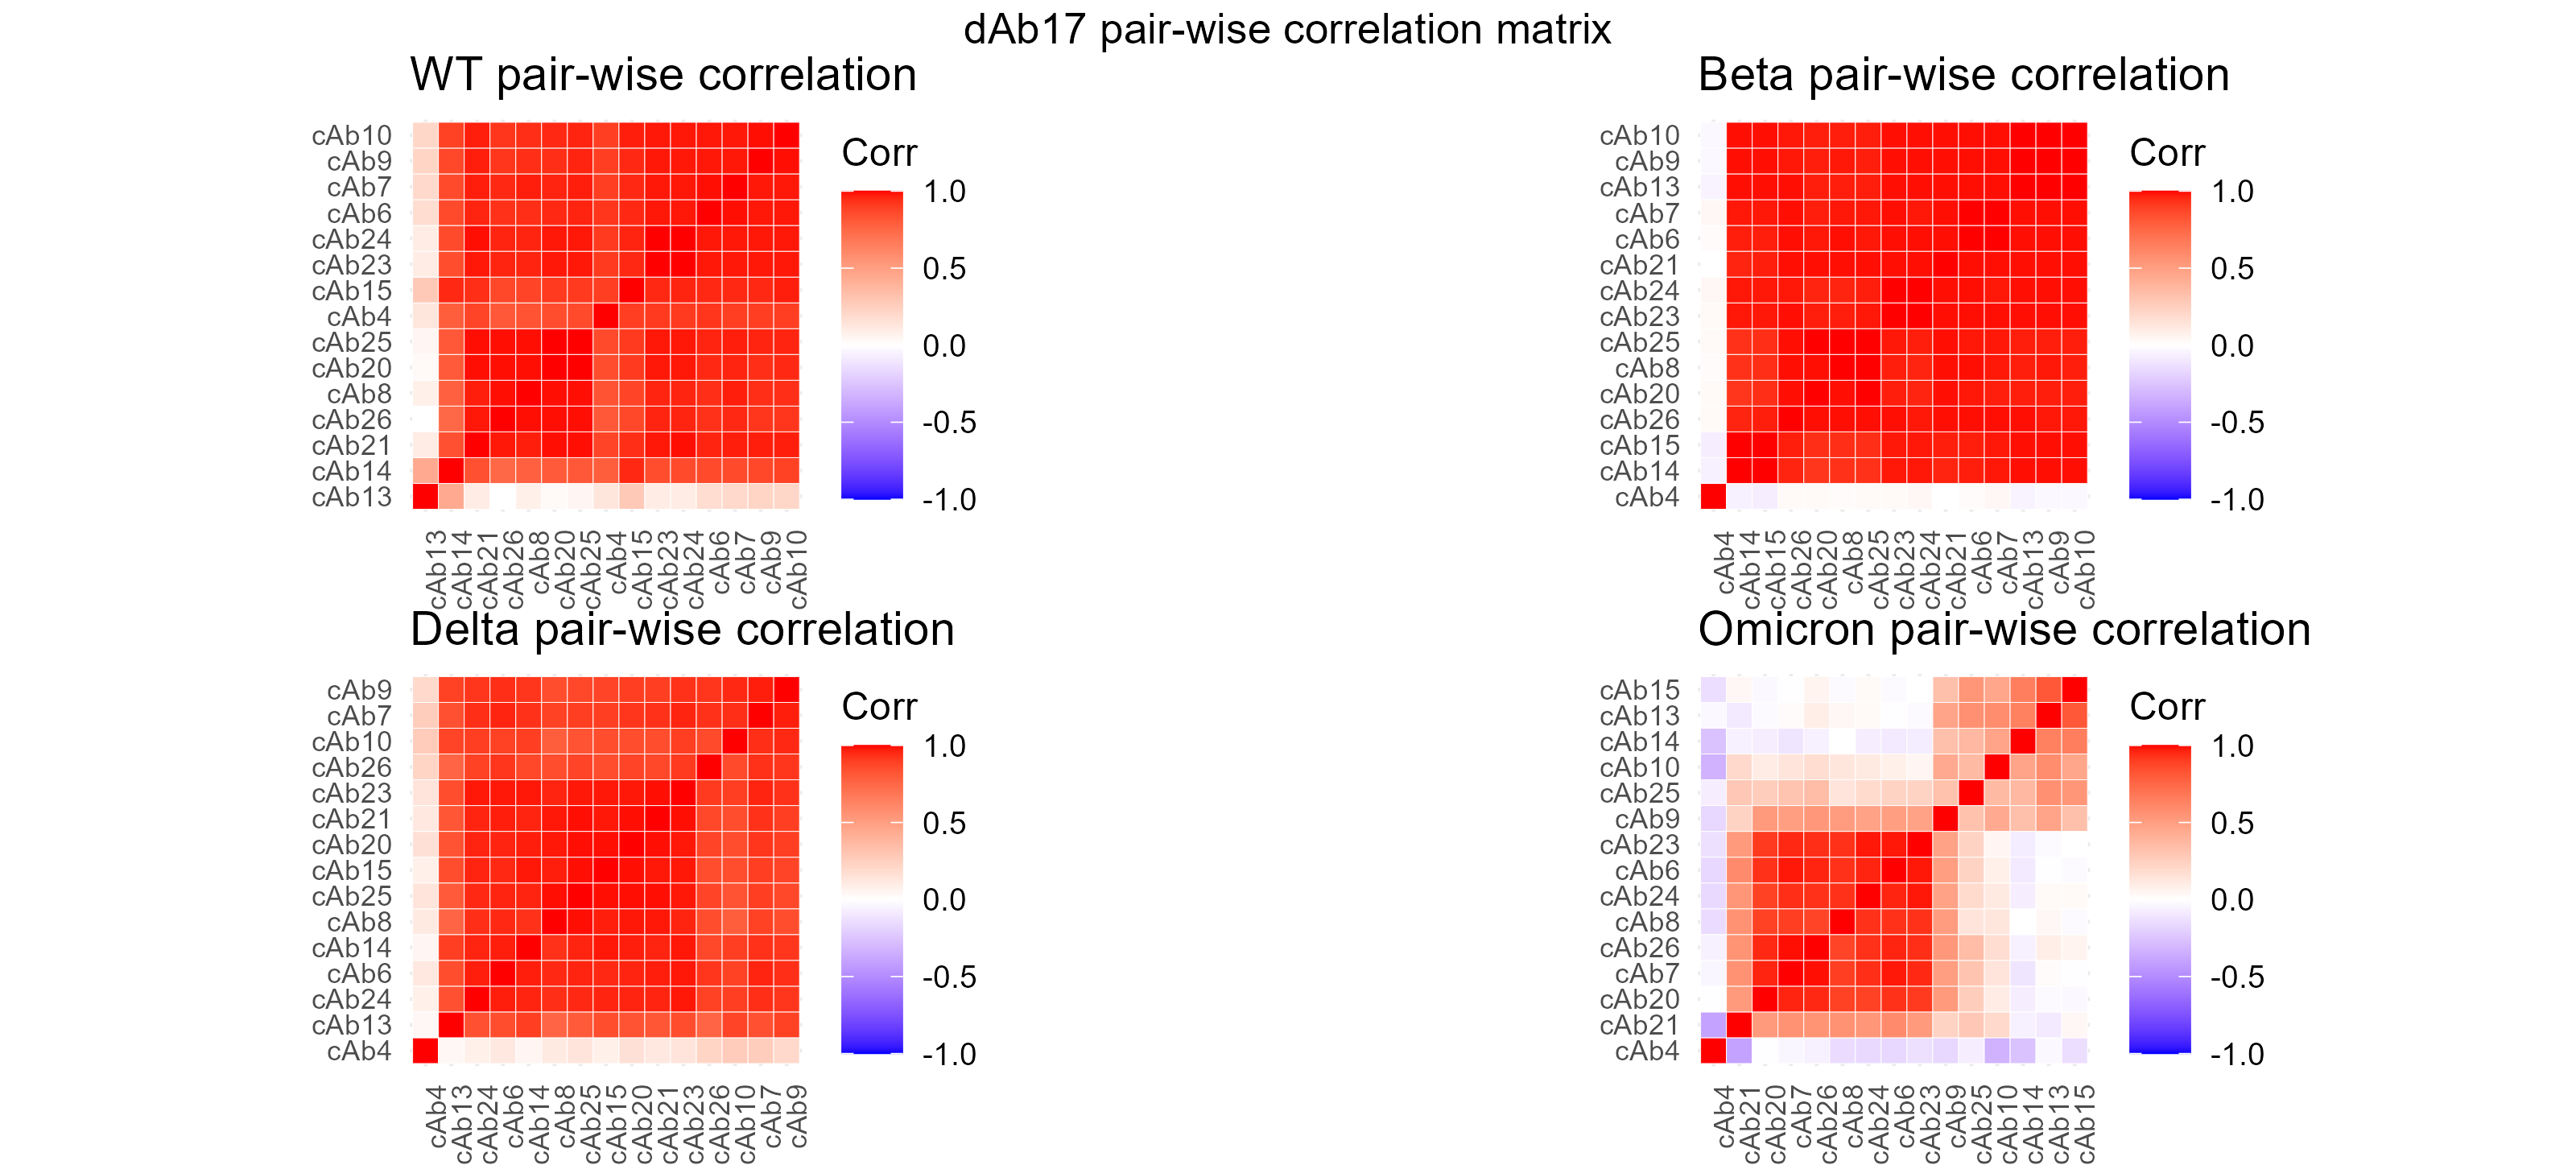 dAb17 pair-wise correlation matrix
WT pair-wise correlation
cAb10
cAb9
cAb7
cAb6
cAb24
cAb23
cAb15
cAb4
cAb25
cAb20
cAb8
cAb26
cAb21
cAb14
cAb13
cAb13 cAb14 cAb21 cAb26 cAb8 cAb20 cAb25 cAb4 cAb15 cAb23 cAb24 cAb6 cAb7 cAb9 cAb10
Corr
1.0
0.5
0.0
-0.5
-1.0
Beta pair-wise correlation
cAb10
cAb9
cAb13
cAb7
cAb6
cAb21
cAb24
cAb23
cAb25
cAb8
cAb20
cAb26
cAb15
cAb14
cAb4
cAb4 cAb14 cAb15 cAb26 cAb20 cAb8 cAb25 cAb23 cAb24 cAb21 cAb6 cAb7 cAb13 cAb9 cAb10
Corr
1.0
0.5
0.0
-0.5
-1.0
Delta pair-wise correlation
cAb9
cAb7
cAb10
cAb26
cAb23
cAb21
cAb20
cAb15
cAb25
cAb8
cAb14
cAb6
cAb24
cAb13
cAb4
cAb4 cAb13 cAb24 cAb6 cAb14 cAb8 cAb25 cAb15 cAb20 cAb21 cAb23 cAb26 cAb10 cAb7 cAb9
Corr
1.0
0.5
0.0
-0.5
-1.0
Omicron pair-wise correlation
cAb15
cAb13
cAb14
cAb10
cAb25
cAb9
cAb23
cAb6
cAb24
cAb8
cAb26
cAb7
cAb20
cAb21
cAb4
cAb4 cAb21 cAb20 cAb7 cAb26 cAb8 cAb24 cAb6 cAb23 cAb9 cAb25 cAb10 cAb14 cAb13 cAb15
Corr
1.0
0.5
0.0
-0.5
-1.0